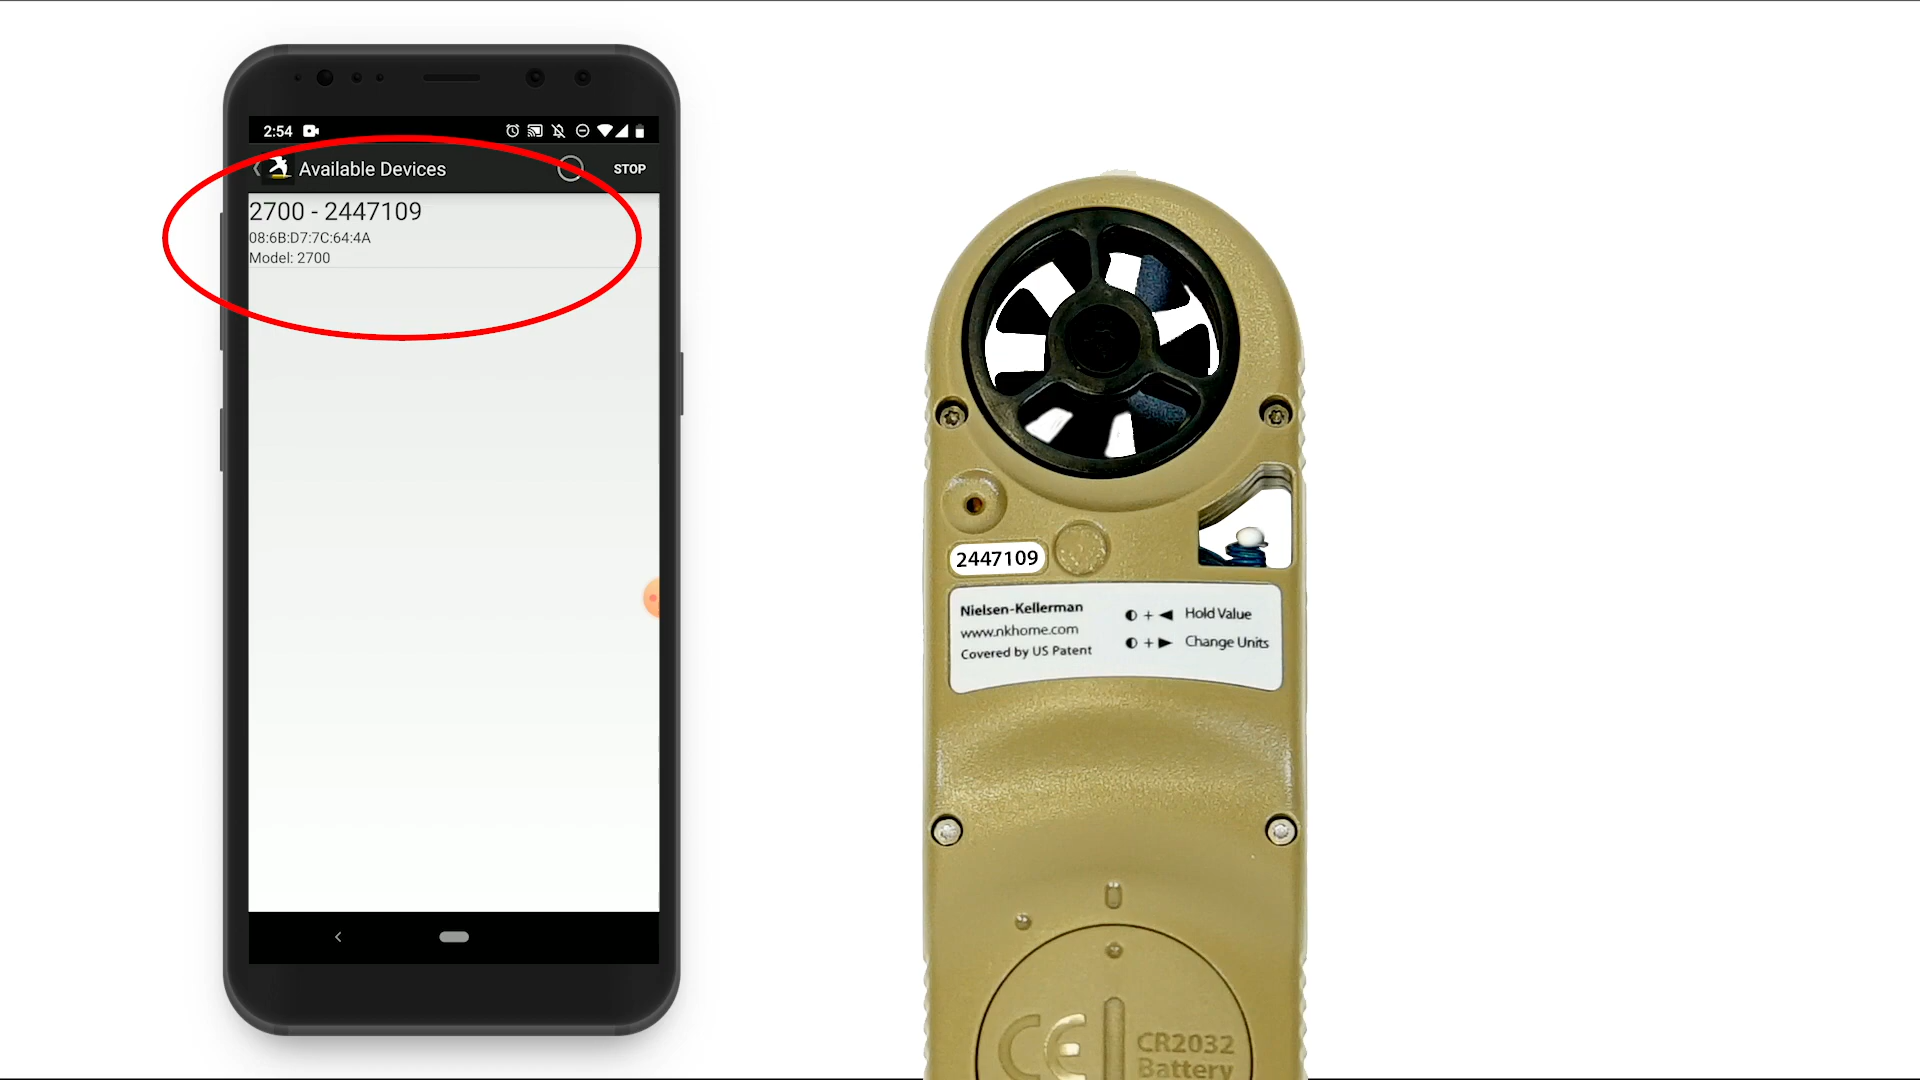 2:54
Available Devices
STOP
2700 - 2447109
08:6B:D7:7C:64:4A
Model: 2700
2447109
Nielsen-Kellerman
www.nkhome.com
Covered by US Patent
◐ + ◀ Hold Value
◐ + ▶ Change Units
CE
CR2032
Battery